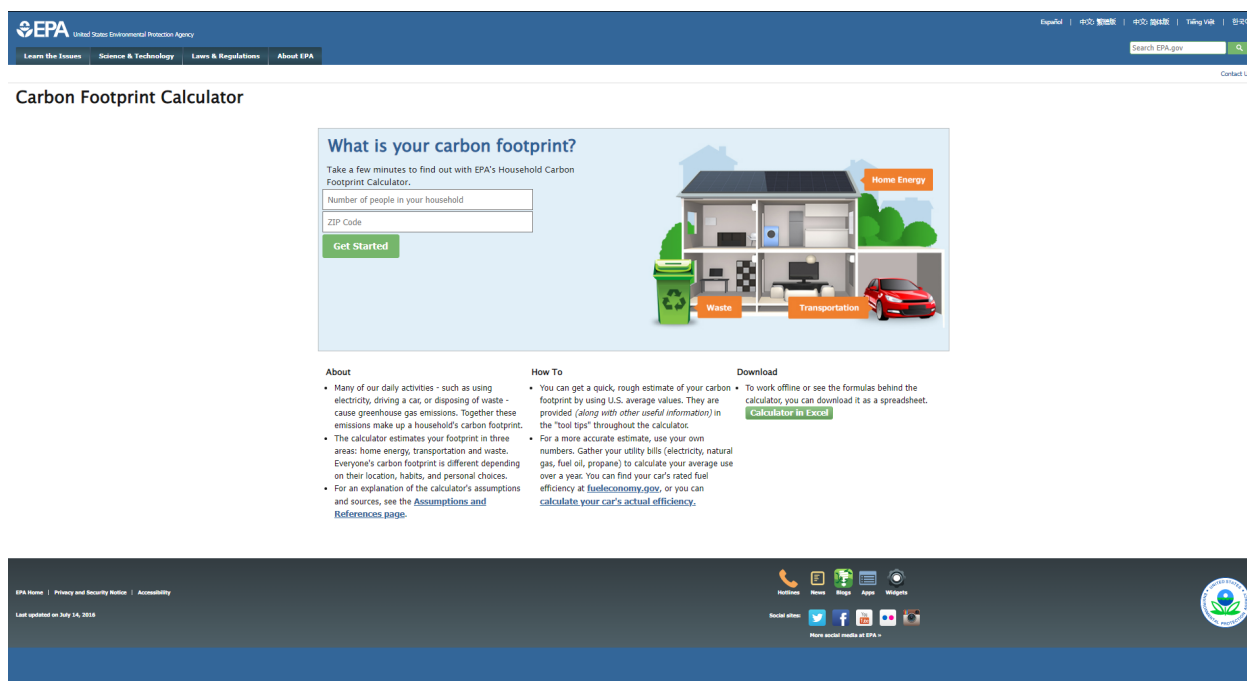 EPA United States Environmental Protection Agency
Español | 中文: 繁體版 | 中文: 简体版 | Tiếng Việt | 한국어
Learn the Issues Science & Technology Laws & Regulations About EPA
Search EPA.gov
Contact U
Carbon Footprint Calculator
What is your carbon footprint?
Take a few minutes to find out with EPA's Household Carbon
Footprint Calculator.
Number of people in your household
ZIP Code
Get Started
Home Energy
Waste
Transportation
About
• Many of our daily activities - such as using
electricity, driving a car, or disposing of waste -
cause greenhouse gas emissions. Together these
emissions make up a household's carbon footprint.
• The calculator estimates your footprint in three
areas: home energy, transportation and waste.
Everyone's carbon footprint is different depending
on their location, habits, and personal choices.
• For an explanation of the calculator's assumptions
and sources, see the Assumptions and
References page.
How To
• You can get a quick, rough estimate of your carbon
footprint by using U.S. average values. They are
provided (along with other useful information) in
the "tool tips" throughout the calculator.
• For a more accurate estimate, use your own
numbers. Gather your utility bills (electricity, natural
gas, fuel oil, propane) to calculate your average use
over a year. You can find your car's rated fuel
efficiency at fueleconomy.gov, or you can
calculate your car's actual efficiency.
Download
• To work offline or see the formulas behind the
calculator, you can download it as a spreadsheet.
Calculator in Excel
EPA Home | Privacy and Security Notice | Accessibility
Last updated on July 14, 2016
Hotlines News Blogs Apps Widgets
Social sites:
More social media at EPA »